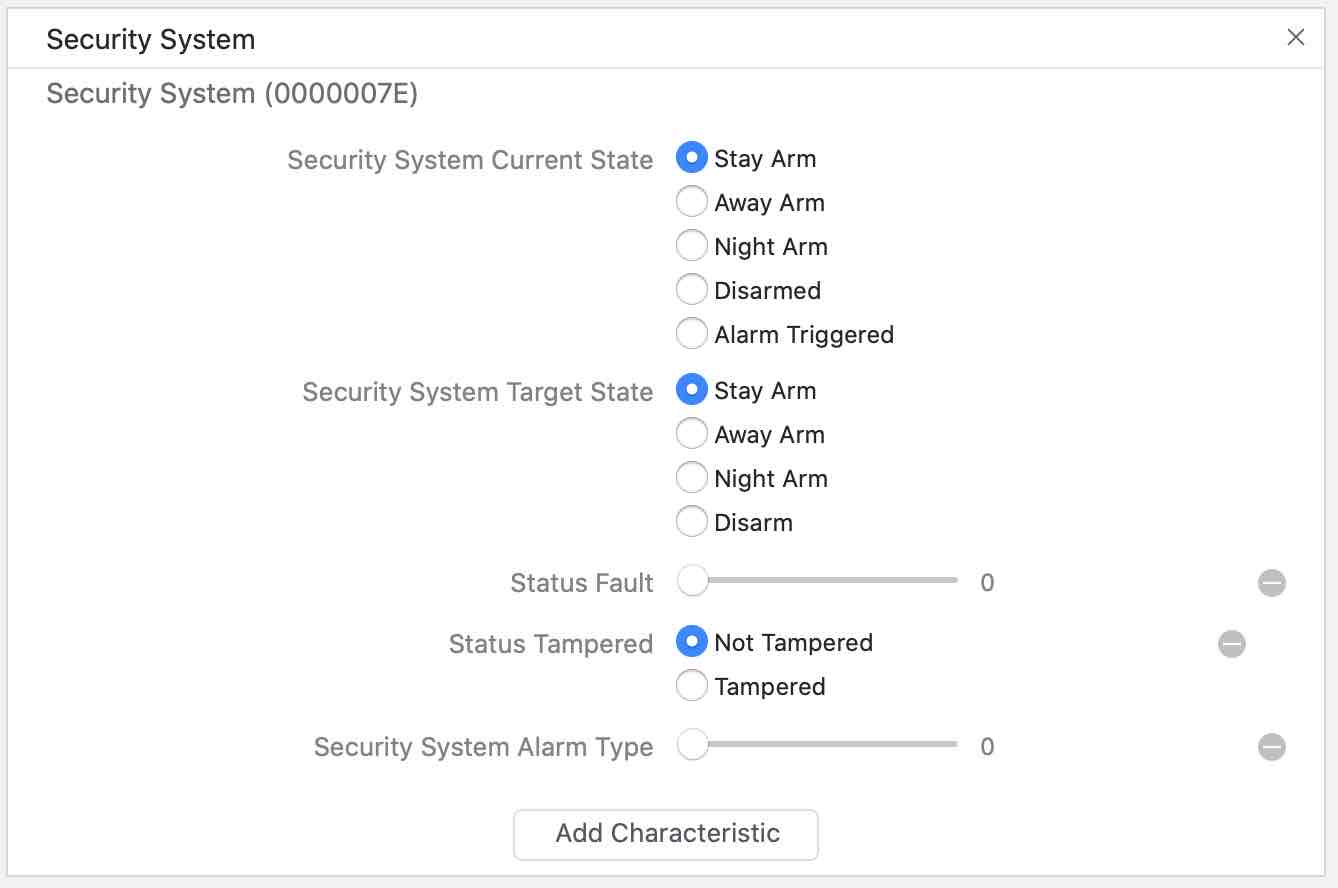 Security System
Security System (0000007E)
Security System Current State Stay Arm
Away Arm
Night Arm
Disarmed
Alarm Triggered
Security System Target State Stay Arm
Away Arm
Night Arm
Disarm
Status Fault 0
Status Tampered Not Tampered
Tampered
Security System Alarm Type 0
Add Characteristic